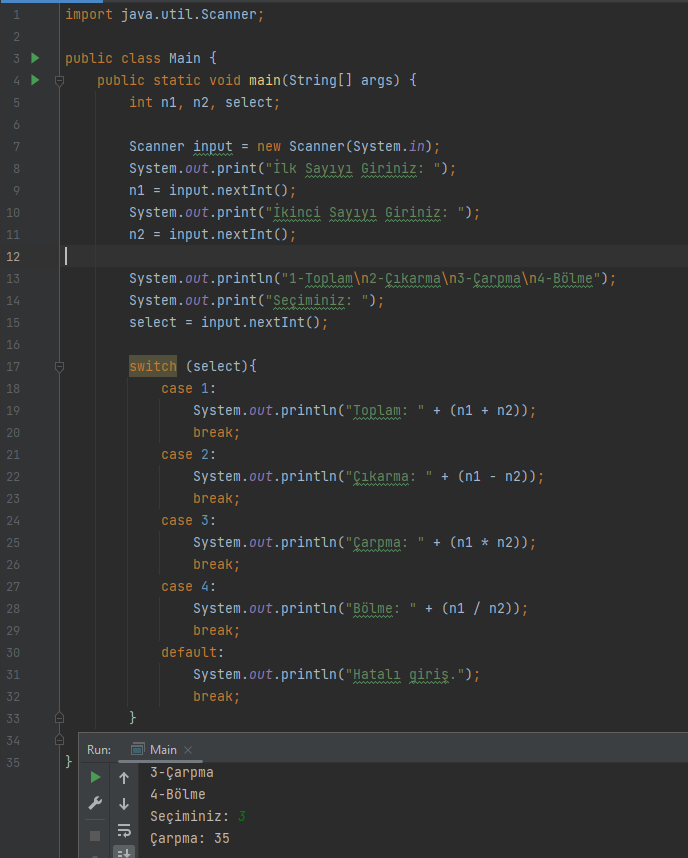 1 import java.util.Scanner;
2
3 public class Main {
4 public static void main(String[] args) {
5 int n1, n2, select;
6
7 Scanner input = new Scanner(System.in);
8 System.out.print("İlk Sayıyı Giriniz: ");
9 n1 = input.nextInt();
10 System.out.print("İkinci Sayıyı Giriniz: ");
11 n2 = input.nextInt();
12
13 System.out.println("1-Toplam\n2-Çıkarma\n3-Çarpma\n4-Bölme");
14 System.out.print("Seçiminiz: ");
15 select = input.nextInt();
16
17 switch (select){
18 case 1:
19 System.out.println("Toplam: " + (n1 + n2));
20 break;
21 case 2:
22 System.out.println("Çıkarma: " + (n1 - n2));
23 break;
24 case 3:
25 System.out.println("Çarpma: " + (n1 * n2));
26 break;
27 case 4:
28 System.out.println("Bölme: " + (n1 / n2));
29 break;
30 default:
31 System.out.println("Hatalı giriş.");
32 break;
33 }
34
35 }
Run: Main
3-Çarpma
4-Bölme
Seçiminiz: 3
Çarpma: 35